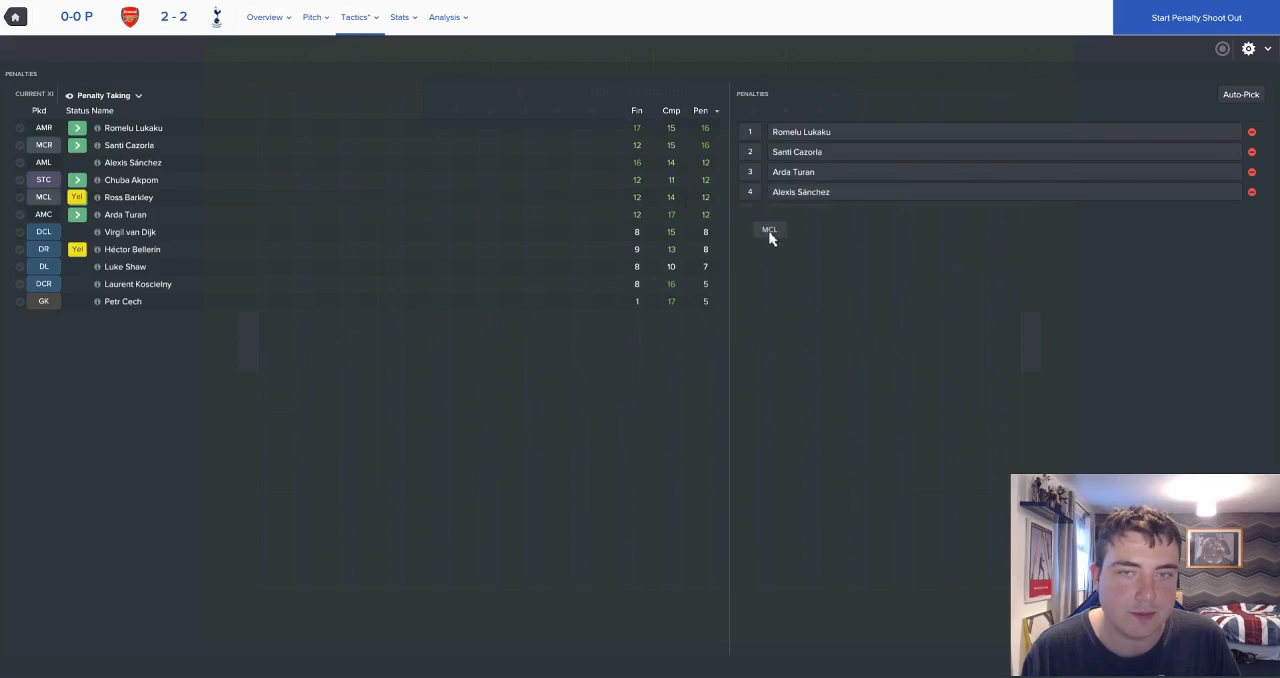 0-0 P Arsenal 2 - 2 Overview Pitch Tactics* Stats Analysis Start Penalty Shoot Out
PENALTIES
CURRENT XI Penalty Taking
Pkd Status Name Fin Cmp Pen
AMR Romelu Lukaku 17 15 16
MCR Santi Cazorla 12 15 16
AML Alexis Sánchez 16 14 12
STC Chuba Akpom 12 11 12
MCL Yel Ross Barkley 12 14 12
AMC Arda Turan 12 17 12
DCL Virgil van Dijk 8 15 8
DR Yel Héctor Bellerín 9 13 8
DL Luke Shaw 8 10 7
DCR Laurent Koscielny 8 16 5
GK Petr Cech 1 17 5
PENALTIES Auto-Pick
1 Romelu Lukaku
2 Santi Cazorla
3 Arda Turan
4 Alexis Sánchez
MCL